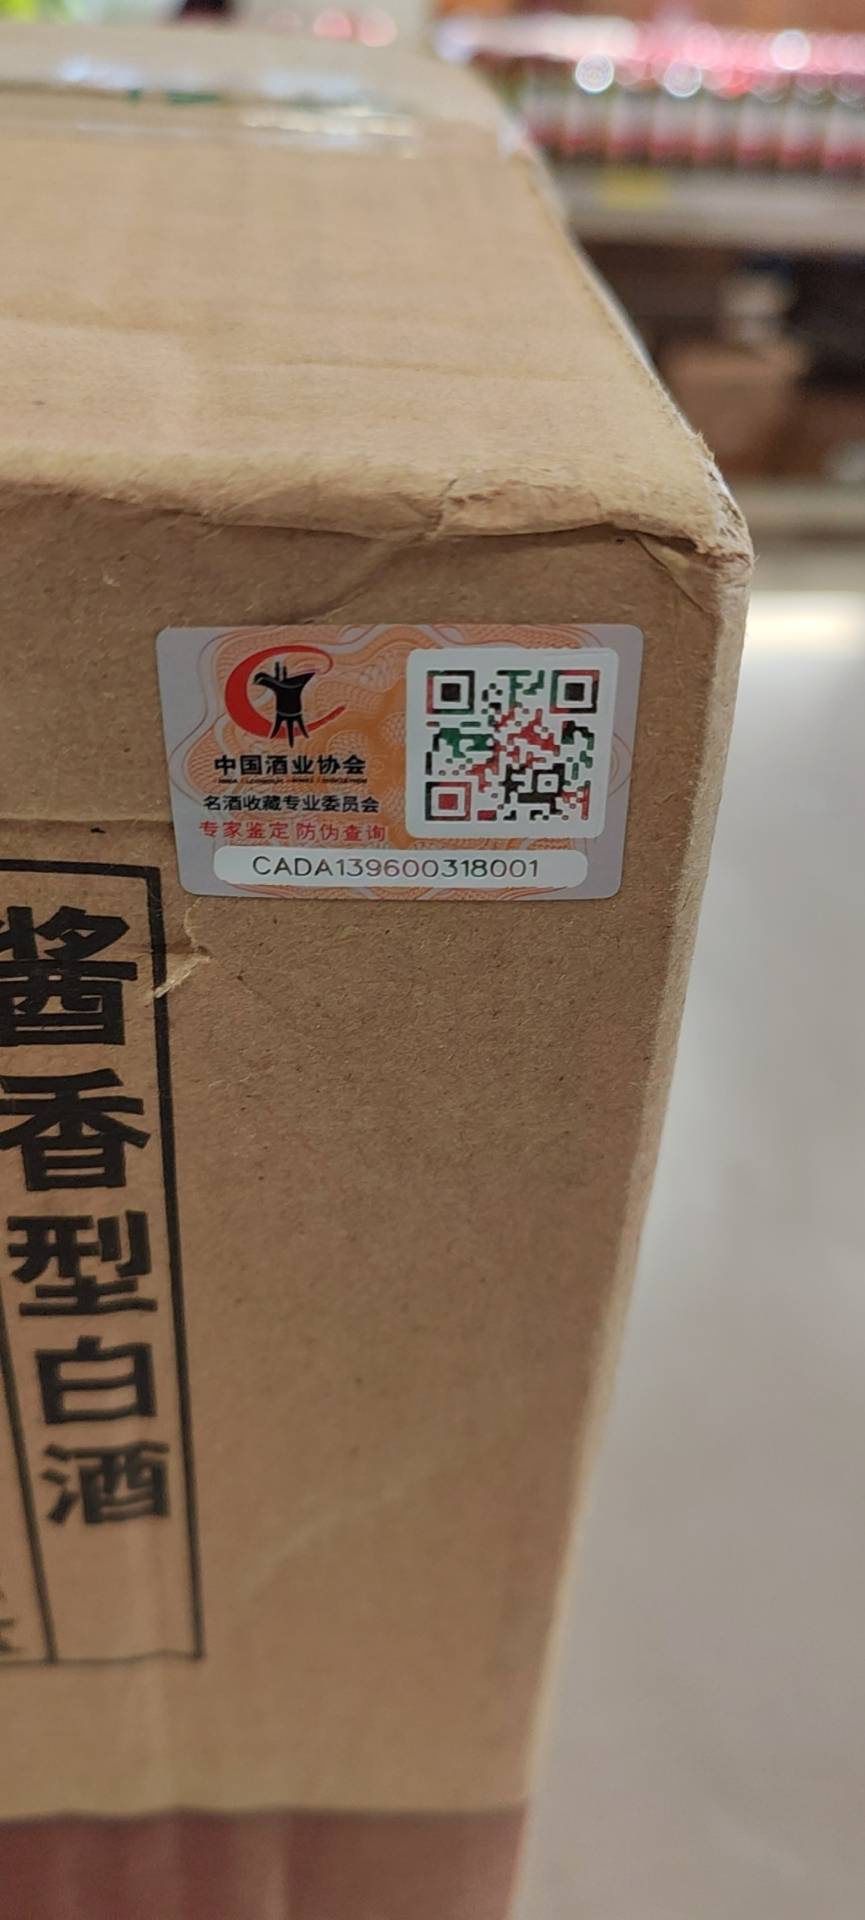 中国酒业协会
名酒收藏专业委员会
专家鉴定防伪查询
CADA139600318001
酱香型白酒